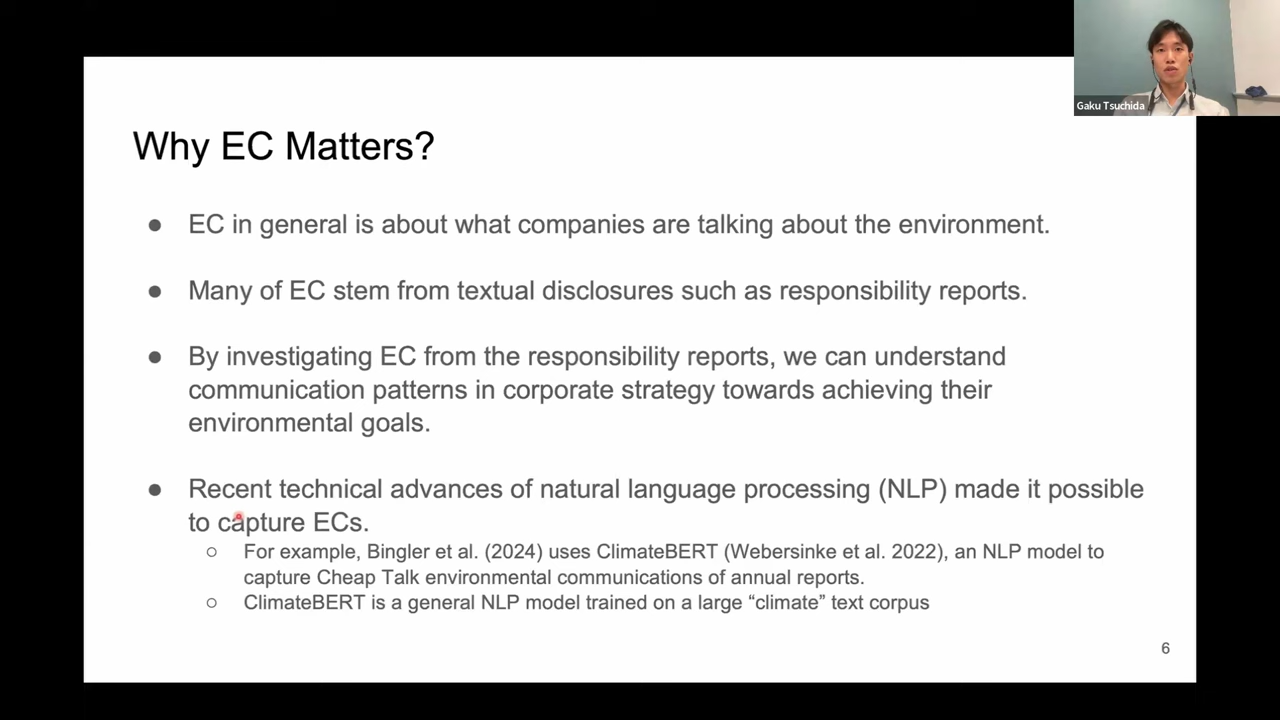 Gaku Tsuchida
Why EC Matters?
● EC in general is about what companies are talking about the environment.
● Many of EC stem from textual disclosures such as responsibility reports.
● By investigating EC from the responsibility reports, we can understand
communication patterns in corporate strategy towards achieving their
environmental goals.
● Recent technical advances of natural language processing (NLP) made it possible
to capture ECs.
○ For example, Bingler et al. (2024) uses ClimateBERT (Webersinke et al. 2022), an NLP model to
capture Cheap Talk environmental communications of annual reports.
○ ClimateBERT is a general NLP model trained on a large “climate” text corpus
6